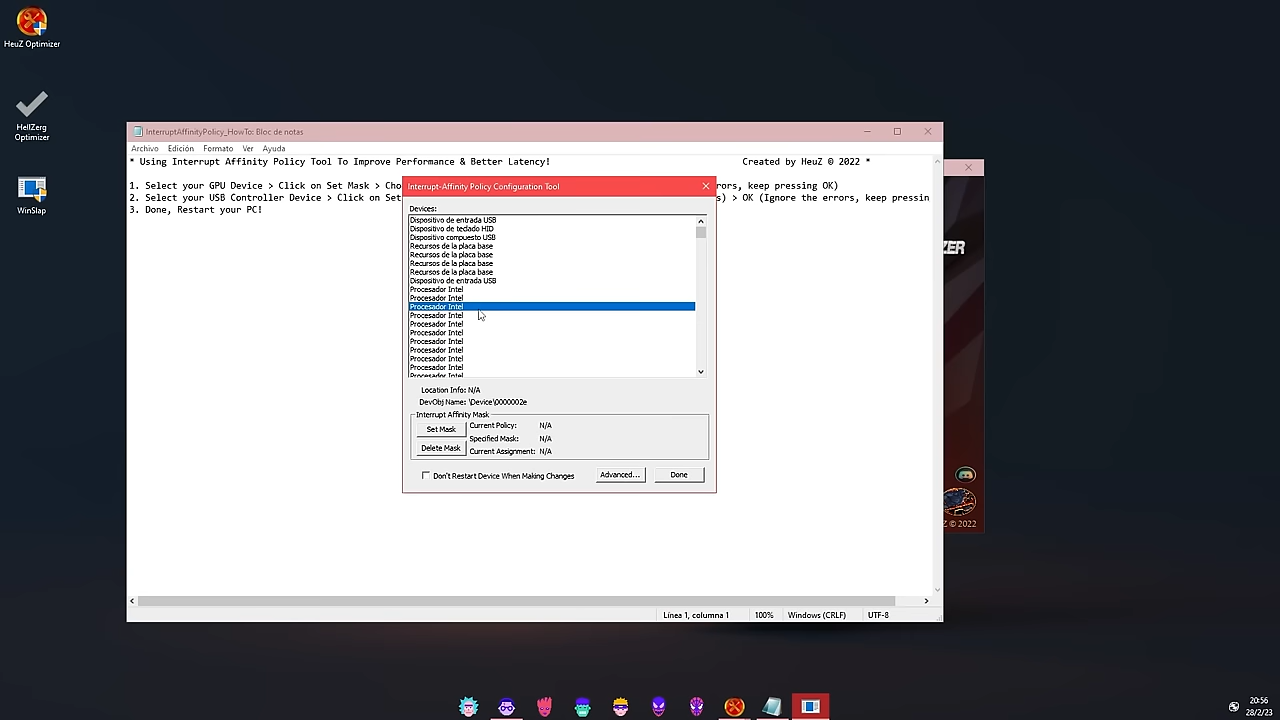 HeuZ Optimizer
HellZerg
Optimizer
WinSlap
InterruptAffinityPolicy_HowTo: Bloc de notas
Archivo Edición Formato Ver Ayuda
* Using Interrupt Affinity Policy Tool To Improve Performance & Better Latency! Created by HeuZ © 2022 *
1. Select your GPU Device > Click on Set Mask > Cho rors, keep pressing OK)
2. Select your USB Controller Device > Click on Set s) > OK (Ignore the errors, keep pressin
3. Done, Restart your PC!
Interrupt-Affinity Policy Configuration Tool
Devices:
Dispositivo de entrada USB
Dispositivo de teclado HID
Dispositivo compuesto USB
Recursos de la placa base
Recursos de la placa base
Recursos de la placa base
Recursos de la placa base
Dispositivo de entrada USB
Procesador Intel
Procesador Intel
Procesador Intel
Procesador Intel
Procesador Intel
Procesador Intel
Procesador Intel
Procesador Intel
Procesador Intel
Procesador Intel
Procesador Intel
Location Info: N/A
DevObj Name: \Device\0000002e
Interrupt Affinity Mask
Set Mask
Current Policy: N/A
Specified Mask: N/A
Delete Mask
Current Assignment: N/A
Don't Restart Device When Making Changes
Advanced...
Done
ZER
Z © 2022
Línea 1, columna 1 100% Windows (CRLF) UTF-8
20:56
28/2/23